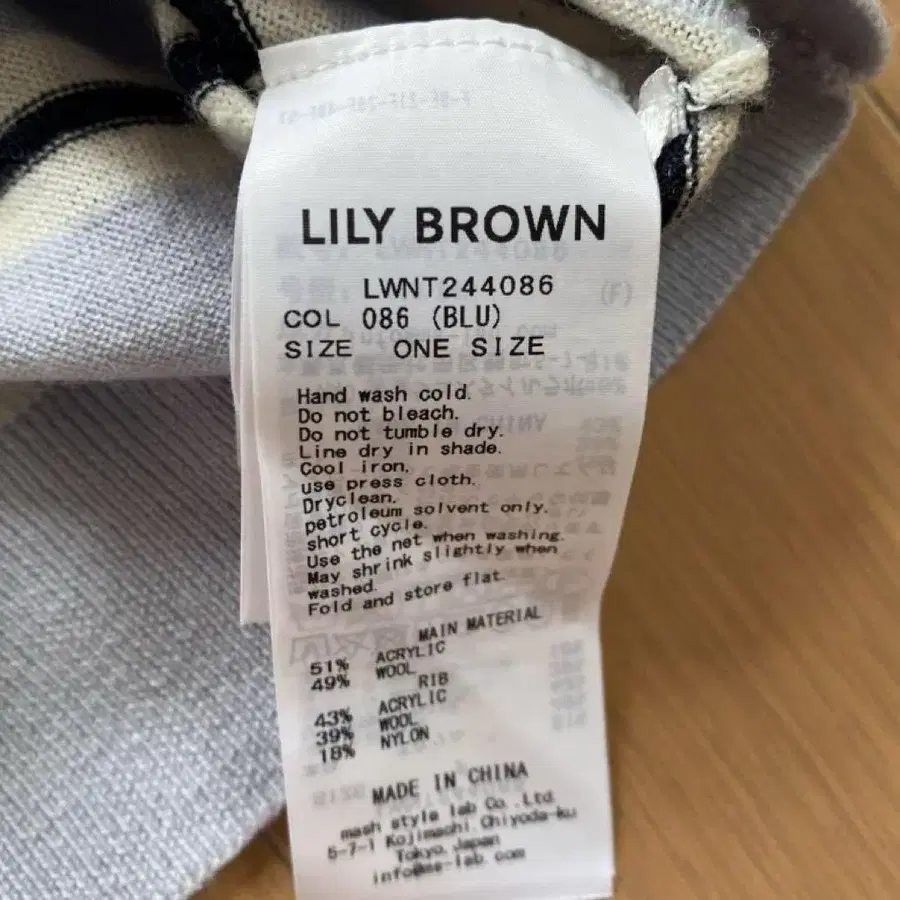 LILY BROWN
LWNT244086
COL 086 (BLU)
SIZE ONE SIZE
Hand wash cold.
Do not bleach.
Do not tumble dry.
Line dry in shade.
Cool iron.
use press cloth.
Dryclean.
petroleum solvent only.
short cycle.
Use the net when washing.
May shrink slightly when
washed.
Fold and store flat.
MAIN MATERIAL
51% ACRYLIC
49% WOOL
RIB
43% ACRYLIC
39% WOOL
18% NYLON
MADE IN CHINA
mash style lab Co.,Ltd.
5-7-1 Kojimachi Chiyoda-ku
Tokyo,Japan